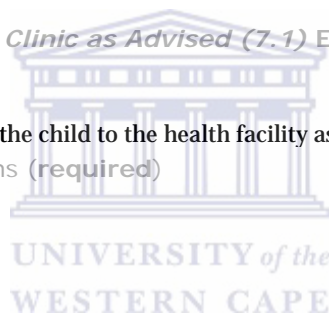 Clinic as Advised (7.1) E
the child to the health facility as
ns (required)
UNIVERSITY of the
WESTERN CAPE